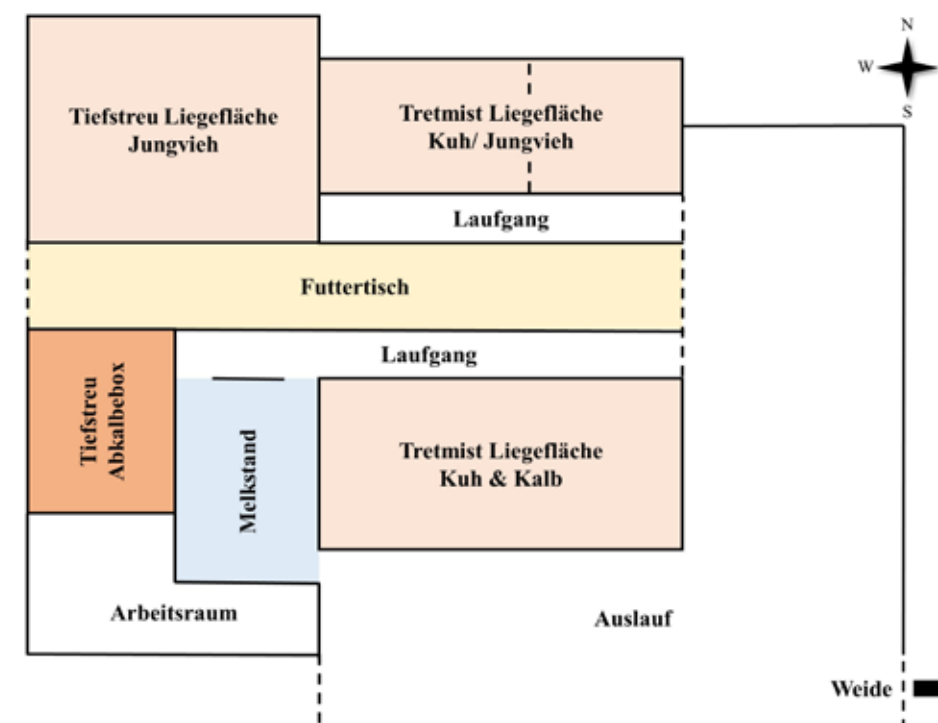 N
W
S
Tiefstreu Liegefläche
Jungvieh
Tretmist Liegefläche
Kuh/ Jungvieh
Laufgang
Futtertisch
Laufgang
Tiefstreu
Abkalbebox
Melkstand
Tretmist Liegefläche
Kuh & Kalb
Arbeitsraum
Auslauf
Weide